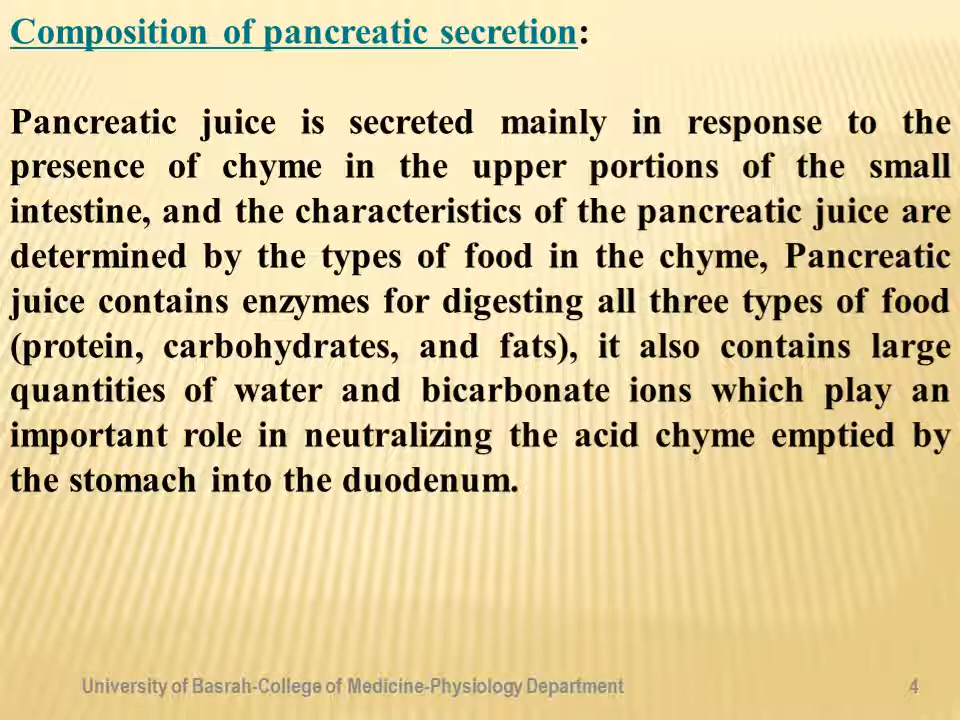 Composition of pancreatic secretion:
Pancreatic juice is secreted mainly in response to the
presence of chyme in the upper portions of the small
intestine, and the characteristics of the pancreatic juice are
determined by the types of food in the chyme, Pancreatic
juice contains enzymes for digesting all three types of food
(protein, carbohydrates, and fats), it also contains large
quantities of water and bicarbonate ions which play an
important role in neutralizing the acid chyme emptied by
the stomach into the duodenum.
University of Basrah-College of Medicine-Physiology Department 4